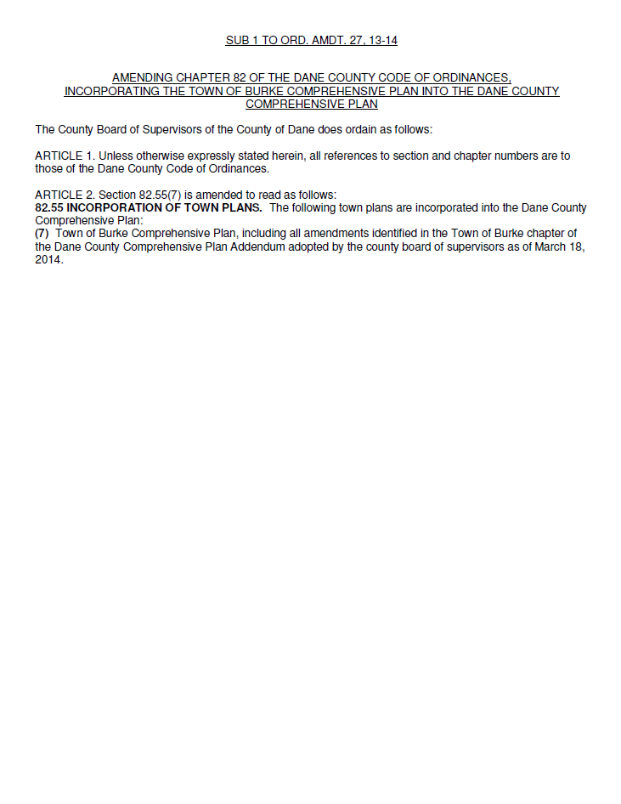 SUB 1 TO ORD. AMDT. 27, 13-14
AMENDING CHAPTER 82 OF THE DANE COUNTY CODE OF ORDINANCES,
INCORPORATING THE TOWN OF BURKE COMPREHENSIVE PLAN INTO THE DANE COUNTY
COMPREHENSIVE PLAN
The County Board of Supervisors of the County of Dane does ordain as follows:
ARTICLE 1. Unless otherwise expressly stated herein, all references to section and chapter numbers are to
those of the Dane County Code of Ordinances.
ARTICLE 2. Section 82.55(7) is amended to read as follows:
82.55 INCORPORATION OF TOWN PLANS. The following town plans are incorporated into the Dane County
Comprehensive Plan:
(7) Town of Burke Comprehensive Plan, including all amendments identified in the Town of Burke chapter of
the Dane County Comprehensive Plan Addendum adopted by the county board of supervisors as of March 18,
2014.